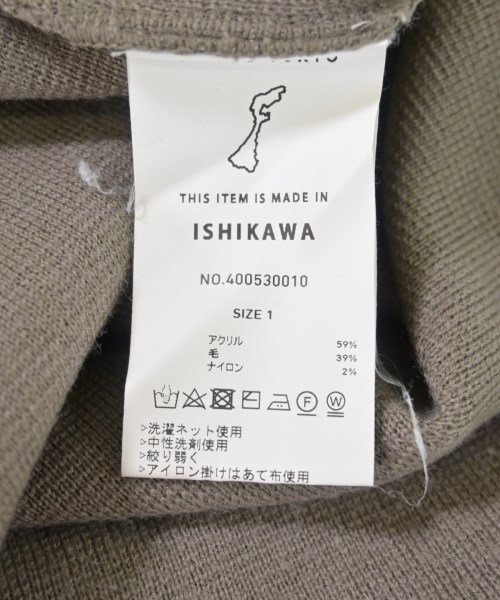 THIS ITEM IS MADE IN
ISHIKAWA
NO.400530010
SIZE 1
アクリル 59%
毛 39%
ナイロン 2%
F W
>洗濯ネット使用
>中性洗剤使用
>絞り弱く
>アイロン掛けはあて布使用